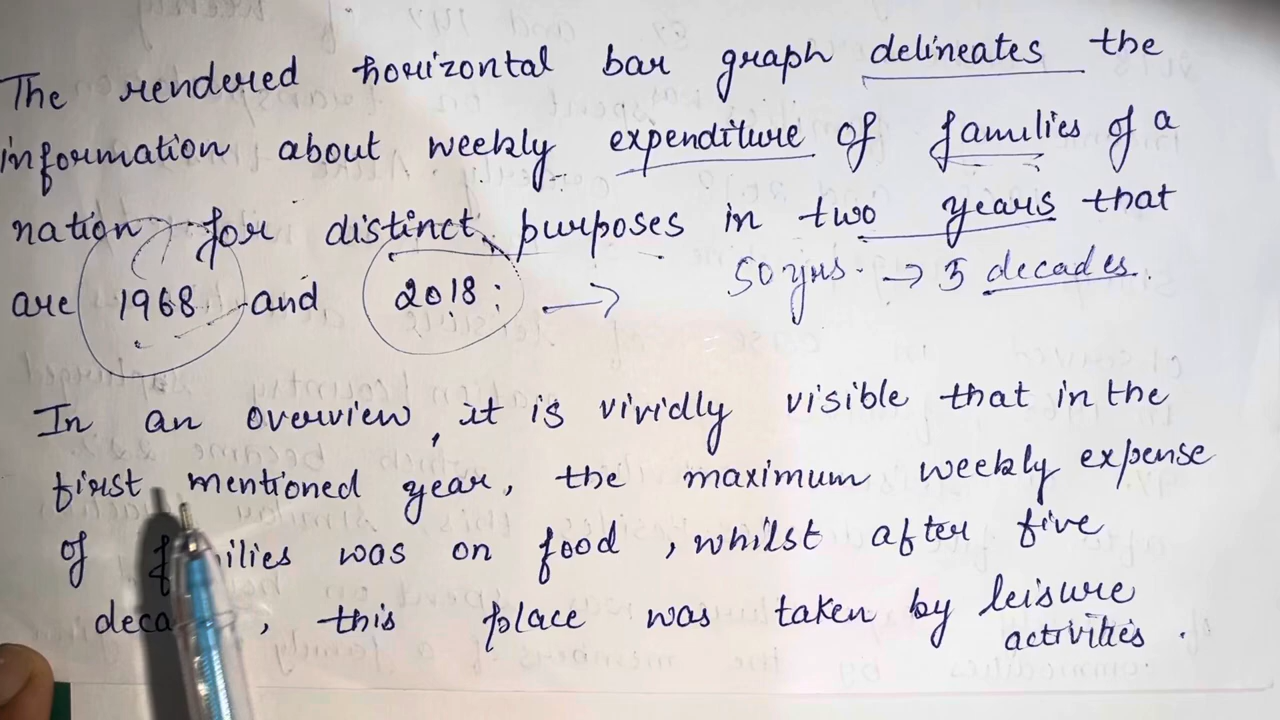 The rendered horizontal bar graph delineates the
information about weekly expenditure of families of a
nation for distinct purposes in two years that
are 1968 and 2018: → 50 yrs. → 5 decades.
In an overview, it is vividly visible that in the
first mentioned year, the maximum weekly expense
of families was on food, whilst after five
deca , this place was taken by leisure
activities.